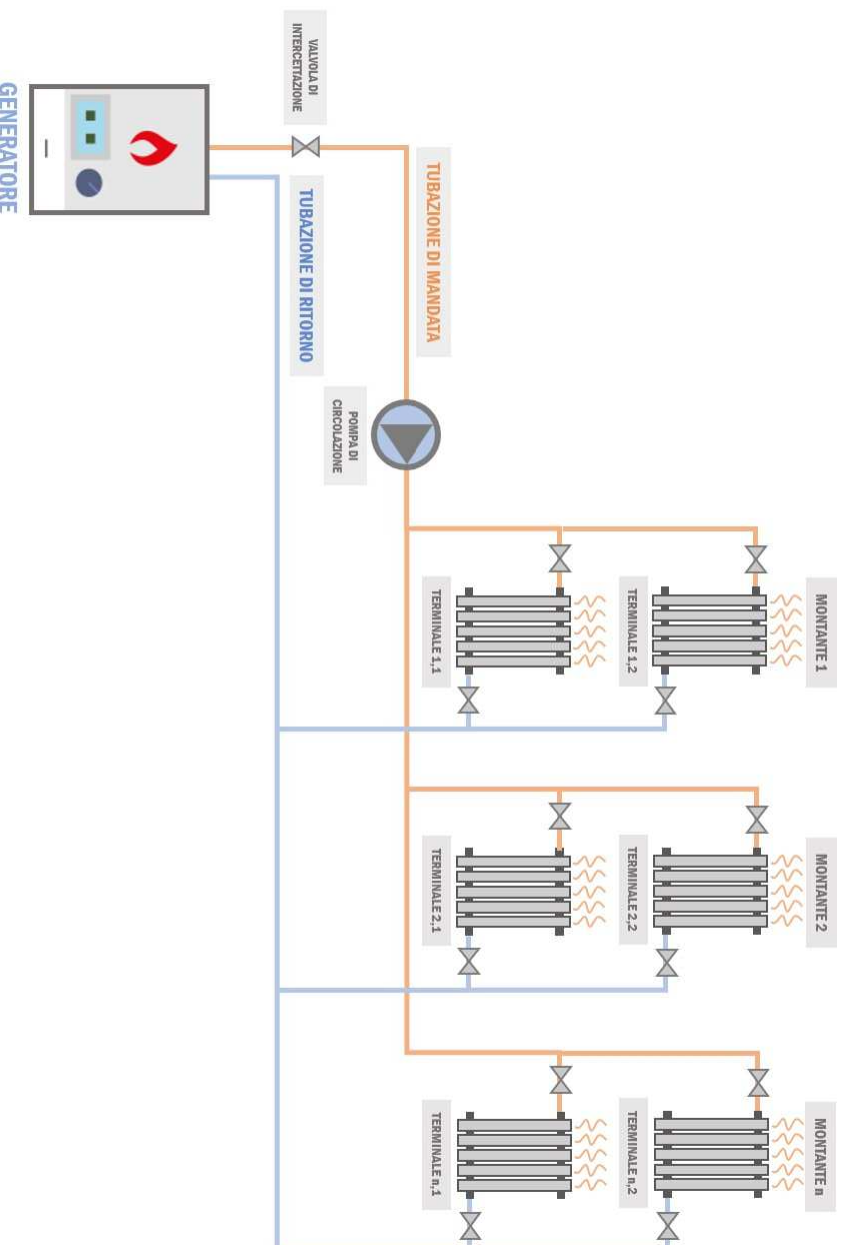 MONTANTE 1
MONTANTE 2
MONTANTE n
TERMINALE 1,2
TERMINALE 2,2
TERMINALE n,2
TERMINALE 1,1
TERMINALE 2,1
TERMINALE n,1
TUBAZIONE DI MANDATA
POMPA DI
CIRCOLAZIONE
VALVOLA DI
INTERCETTAZIONE
TUBAZIONE DI RITORNO
GENERATORE